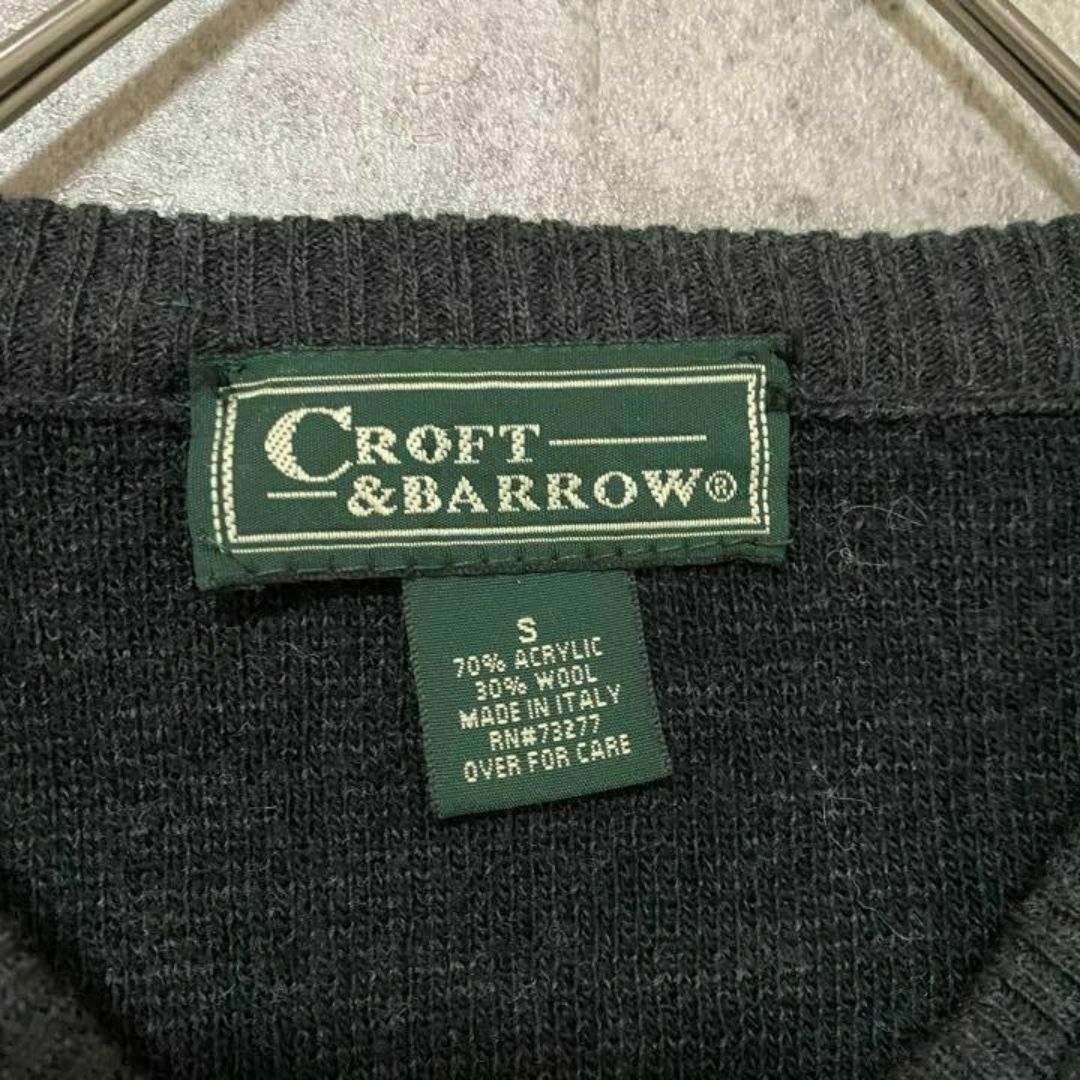 CROFT
&BARROW®
S
70% ACRYLIC
30% WOOL
MADE IN ITALY
RN#73277
OVER FOR CARE